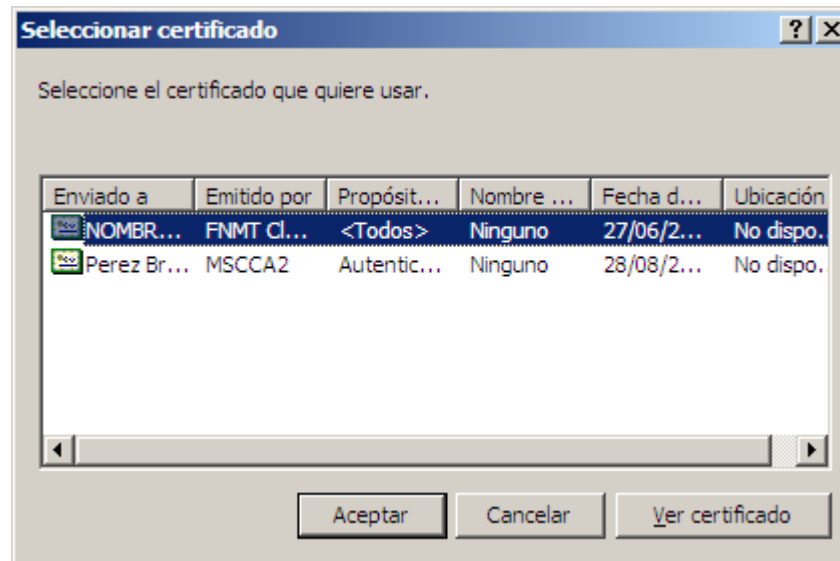 Seleccionar certificado
Seleccione el certificado que quiere usar.
Enviado a Emitido por Propósit... Nombre ... Fecha d... Ubicación
NOMBR... FNMT Cl... <Todos> Ninguno 27/06/2... No dispo..
Perez Br... MSCCA2 Autentic... Ninguno 28/08/2... No dispo..
Aceptar Cancelar Ver certificado